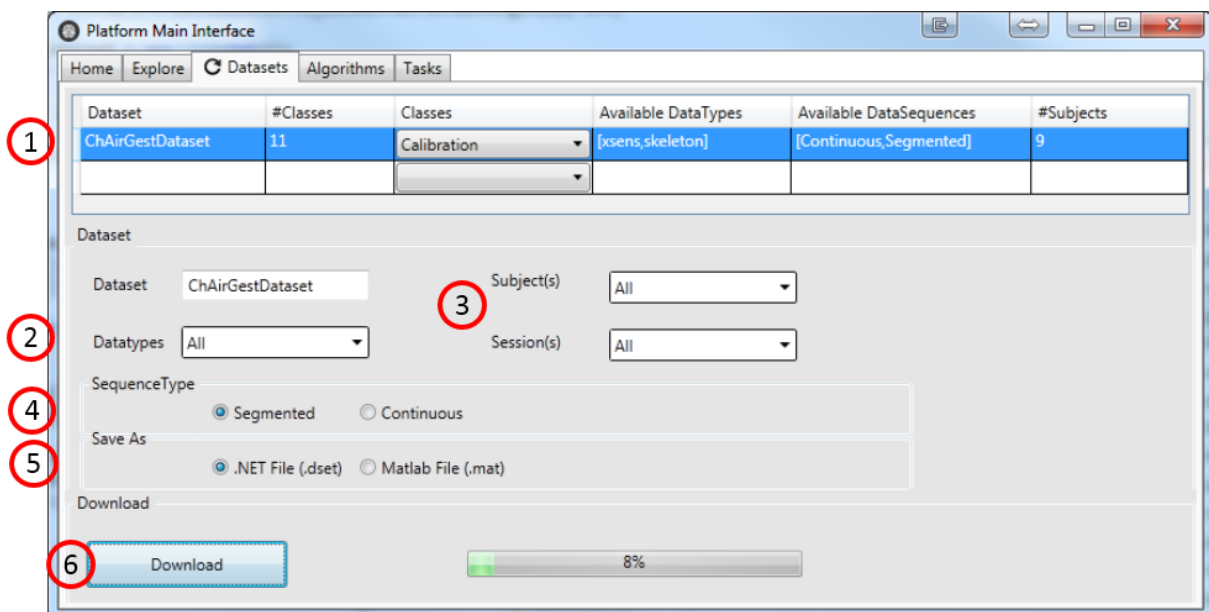 Platform Main Interface
Home Explore Datasets Algorithms Tasks
Dataset #Classes Classes Available DataTypes Available DataSequences #Subjects
1 ChAirGestDataset 11 Calibration [xsens,skeleton] [Continuous,Segmented] 9
Dataset
Dataset ChAirGestDataset Subject(s) All
3
2 Datatypes All Session(s) All
SequenceType
4 Segmented Continuous
Save As
5 .NET File (.dset) Matlab File (.mat)
Download
6 Download 8%